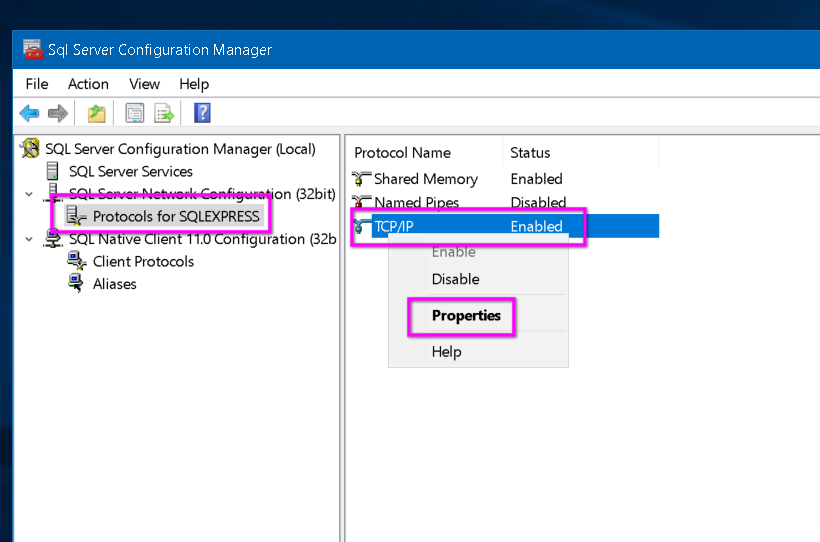 Sql Server Configuration Manager
File Action View Help
SQL Server Configuration Manager (Local)
SQL Server Services
SQL Server Network Configuration (32bit)
Protocols for SQLEXPRESS
SQL Native Client 11.0 Configuration (32b
Client Protocols
Aliases
Protocol Name Status
Shared Memory Enabled
Named Pipes Disabled
TCP/IP Enabled
Enable
Disable
Properties
Help